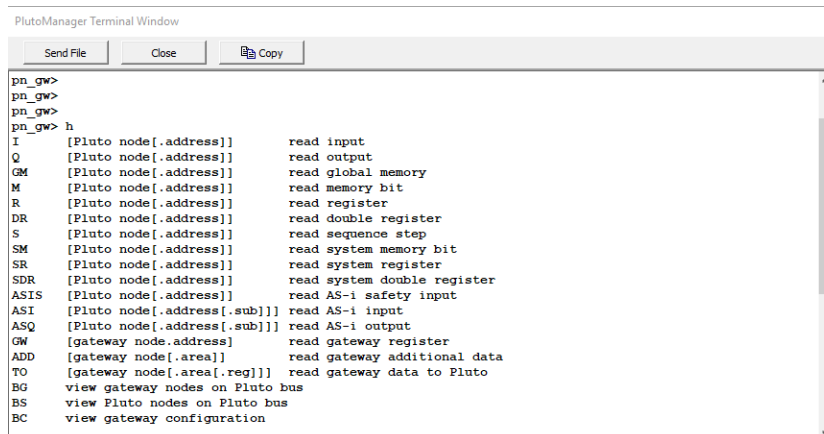 PlutoManager Terminal Window
Send File Close Copy
pn_gw>
pn_gw>
pn_gw>
pn_gw> h
I [Pluto node[.address]] read input
Q [Pluto node[.address]] read output
GM [Pluto node[.address]] read global memory
M [Pluto node[.address]] read memory bit
R [Pluto node[.address]] read register
DR [Pluto node[.address]] read double register
S [Pluto node[.address]] read sequence step
SM [Pluto node[.address]] read system memory bit
SR [Pluto node[.address]] read system register
SDR [Pluto node[.address]] read system double register
ASIS [Pluto node[.address]] read AS-i safety input
ASI [Pluto node[.address[.sub]]] read AS-i input
ASQ [Pluto node[.address[.sub]]] read AS-i output
GW [gateway node.address] read gateway register
ADD [gateway node[.area]] read gateway additional data
TO [gateway node[.area[.reg]]] read gateway data to Pluto
BG view gateway nodes on Pluto bus
BS view Pluto nodes on Pluto bus
BC view gateway configuration